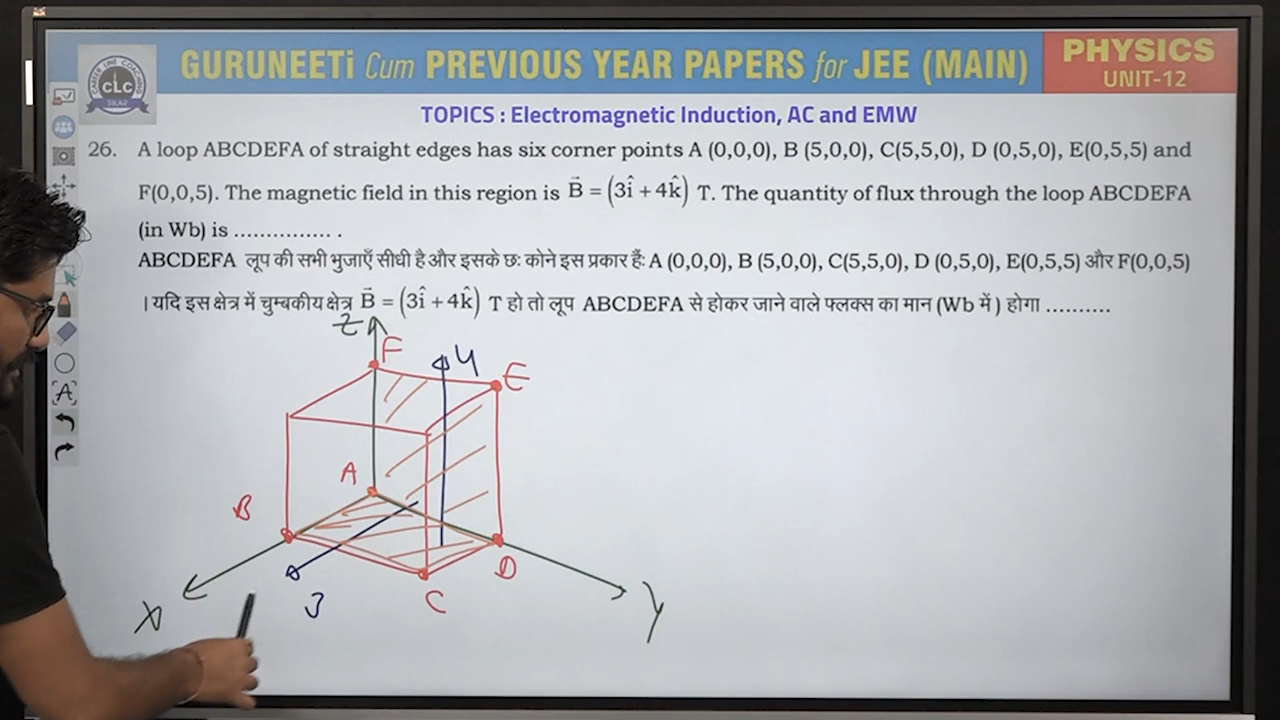 GURUNEETi Cum PREVIOUS YEAR PAPERS for JEE (MAIN)
PHYSICS
UNIT-12
CLC
SIKAR
TOPICS : Electromagnetic Induction, AC and EMW
26. A loop ABCDEFA of straight edges has six corner points A (0,0,0), B (5,0,0), C(5,5,0), D (0,5,0), E(0,5,5) and
F(0,0,5). The magnetic field in this region is B⃗ = (3î + 4k̂) T. The quantity of flux through the loop ABCDEFA
(in Wb) is ............... .
ABCDEFA लूप की सभी भुजाएँ सीधी है और इसके छः कोने इस प्रकार हैं: A (0,0,0), B (5,0,0), C(5,5,0), D (0,5,0), E(0,5,5) और F(0,0,5)
। यदि इस क्षेत्र में चुम्बकीय क्षेत्र B⃗ = (3î + 4k̂) T हो तो लूप ABCDEFA से होकर जाने वाले फ्लक्स का मान (Wb में ) होगा ..........
Z
F
4
E
A
B
D
X
3
C
Y
[A]